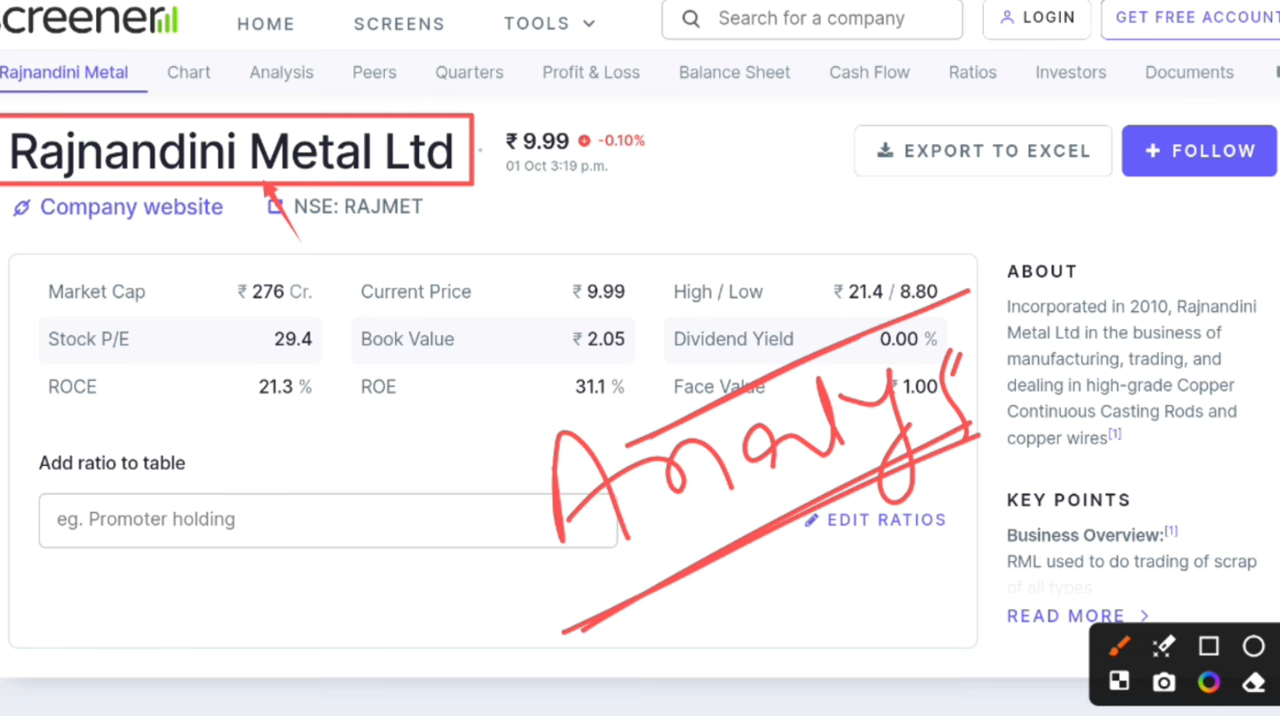 screener
HOME SCREENS TOOLS
Search for a company
LOGIN
GET FREE ACCOUNT
Rajnandini Metal Chart Analysis Peers Quarters Profit & Loss Balance Sheet Cash Flow Ratios Investors Documents
Rajnandini Metal Ltd
₹ 9.99 -0.10%
01 Oct 3:19 p.m.
EXPORT TO EXCEL
+ FOLLOW
Company website
NSE: RAJMET
Market Cap ₹ 276 Cr.
Current Price ₹ 9.99
High / Low ₹ 21.4 / 8.80
Stock P/E 29.4
Book Value ₹ 2.05
Dividend Yield 0.00 %
ROCE 21.3 %
ROE 31.1 %
Face Value ₹ 1.00
Analys
Add ratio to table
eg. Promoter holding
EDIT RATIOS
ABOUT
Incorporated in 2010, Rajnandini
Metal Ltd in the business of
manufacturing, trading, and
dealing in high-grade Copper
Continuous Casting Rods and
copper wires[1]
KEY POINTS
Business Overview:[1]
RML used to do trading of scrap
of all types
READ MORE